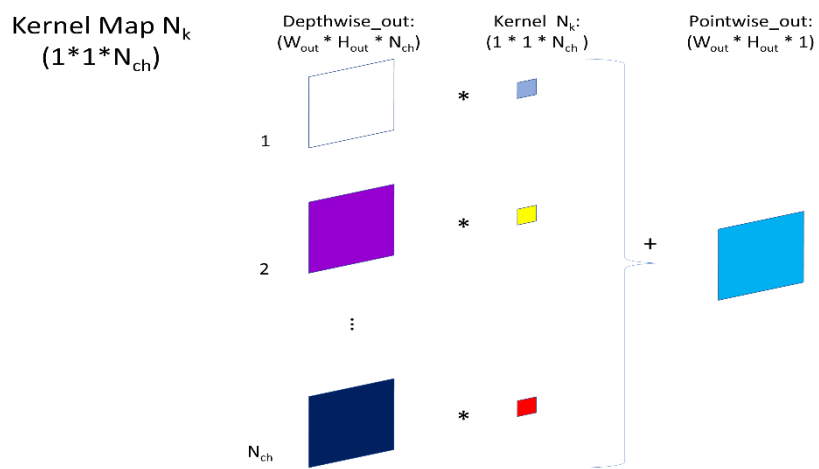 Kernel Map Nk
(1*1*Nch)
Depthwise_out:
(Wout * Hout * Nch)
Kernel Nk:
(1 * 1 * Nch )
Pointwise_out:
(Wout * Hout * 1)
*
1
*
2
+
⋮
*
Nch